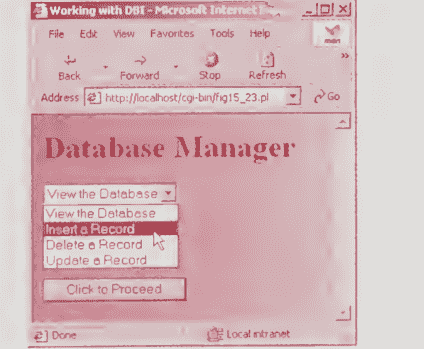 Working with DBI - Microsoft Internet E
File Edit View Favorites Tools Help
msn
Back Forward Stop Refresh
Address http://localhost/cgi-bin/fig15_23.pl Go
Database Manager
View the Database
View the Database
Insert a Record
Delete a Record
Update a Record
Click to Proceed
Done Local intranet